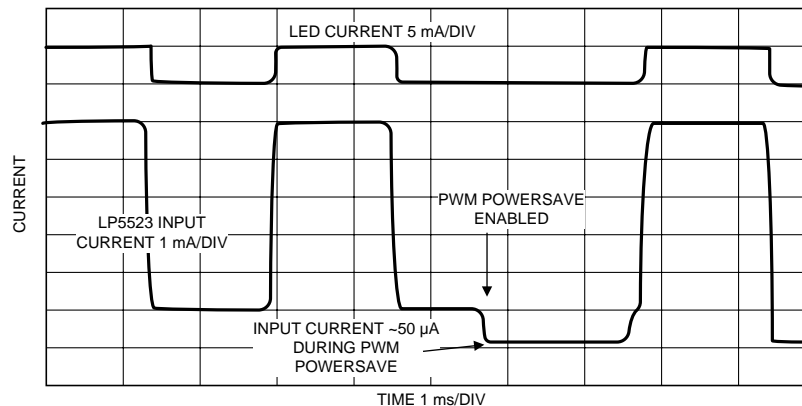 LED CURRENT 5 mA/DIV
CURRENT
PWM POWERSAVE
ENABLED
LP5523 INPUT
CURRENT 1 mA/DIV
INPUT CURRENT ~50 µA
DURING PWM
POWERSAVE
TIME 1 ms/DIV